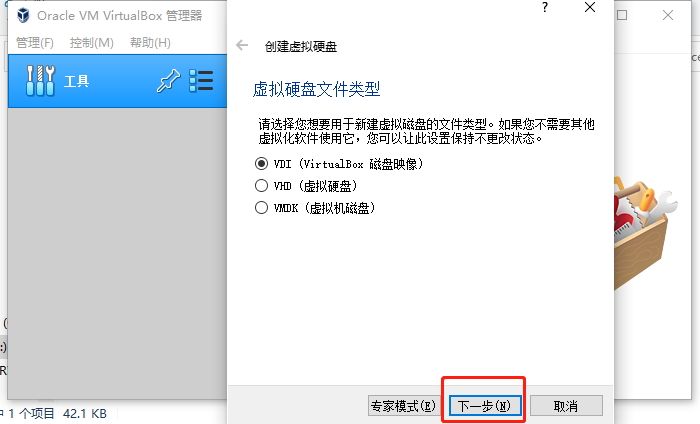 Oracle VM VirtualBox 管理器
管理(F) 控制(M) 帮助(H)
工具
?
创建虚拟硬盘
虚拟硬盘文件类型
请选择您想要用于新建虚拟磁盘的文件类型。如果您不需要其他
虚拟化软件使用它，您可以让此设置保持不更改状态。
VDI (VirtualBox 磁盘映像)
VHD (虚拟硬盘)
VMDK (虚拟机磁盘)
专家模式(E) 下一步(N) 取消
1 个项目 42.1 KB